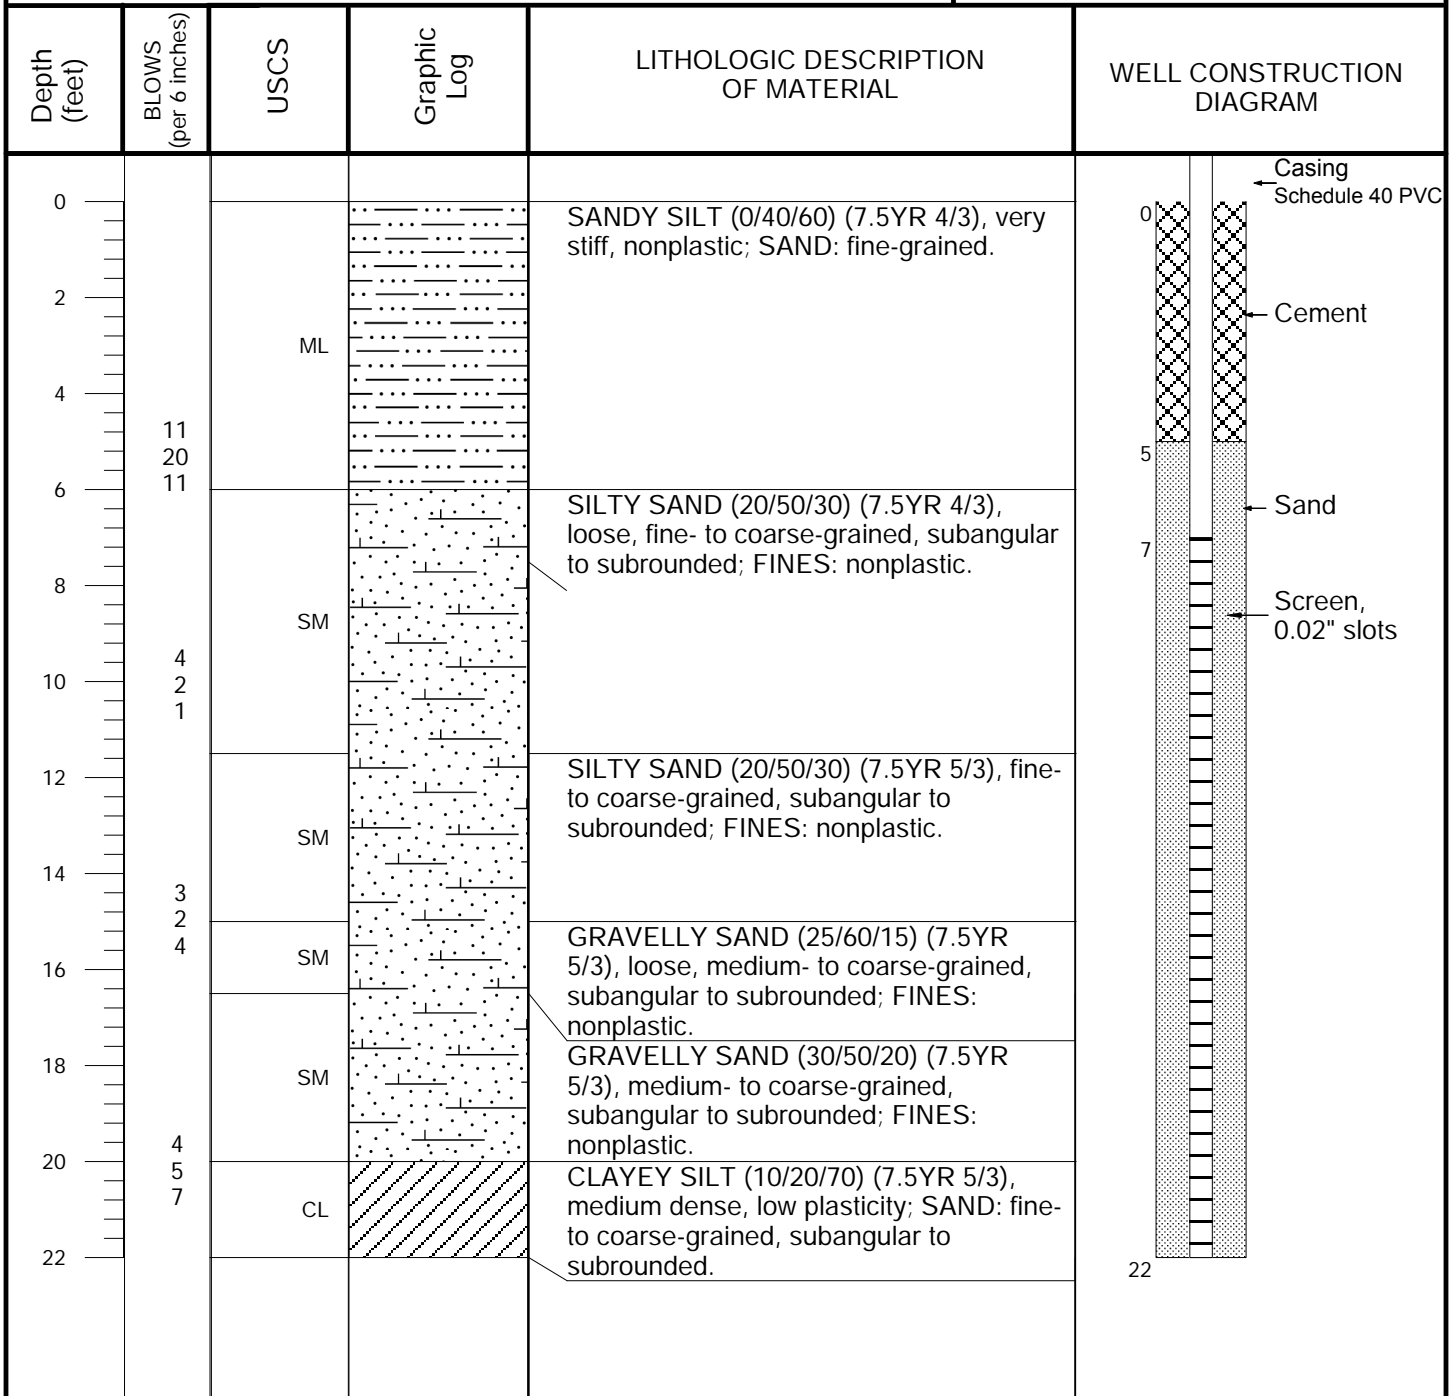 Depth
(feet)
BLOWS
(per 6 inches)
USCS
Graphic
Log
LITHOLOGIC DESCRIPTION
OF MATERIAL
WELL CONSTRUCTION
DIAGRAM
Casing
Schedule 40 PVC
0
SANDY SILT (0/40/60) (7.5YR 4/3), very
stiff, nonplastic; SAND: fine-grained.
0
2
Cement
ML
4
11
20
11
5
6
SILTY SAND (20/50/30) (7.5YR 4/3),
loose, fine- to coarse-grained, subangular
to subrounded; FINES: nonplastic.
Sand
7
8
Screen,
0.02" slots
SM
4
2
1
10
12
SILTY SAND (20/50/30) (7.5YR 5/3), fine-
to coarse-grained, subangular to
subrounded; FINES: nonplastic.
SM
14
3
2
4
GRAVELLY SAND (25/60/15) (7.5YR
5/3), loose, medium- to coarse-grained,
subangular to subrounded; FINES:
nonplastic.
SM
16
GRAVELLY SAND (30/50/20) (7.5YR
5/3), medium- to coarse-grained,
subangular to subrounded; FINES:
nonplastic.
18
SM
4
5
7
20
CLAYEY SILT (10/20/70) (7.5YR 5/3),
medium dense, low plasticity; SAND: fine-
to coarse-grained, subangular to
subrounded.
CL
22
22